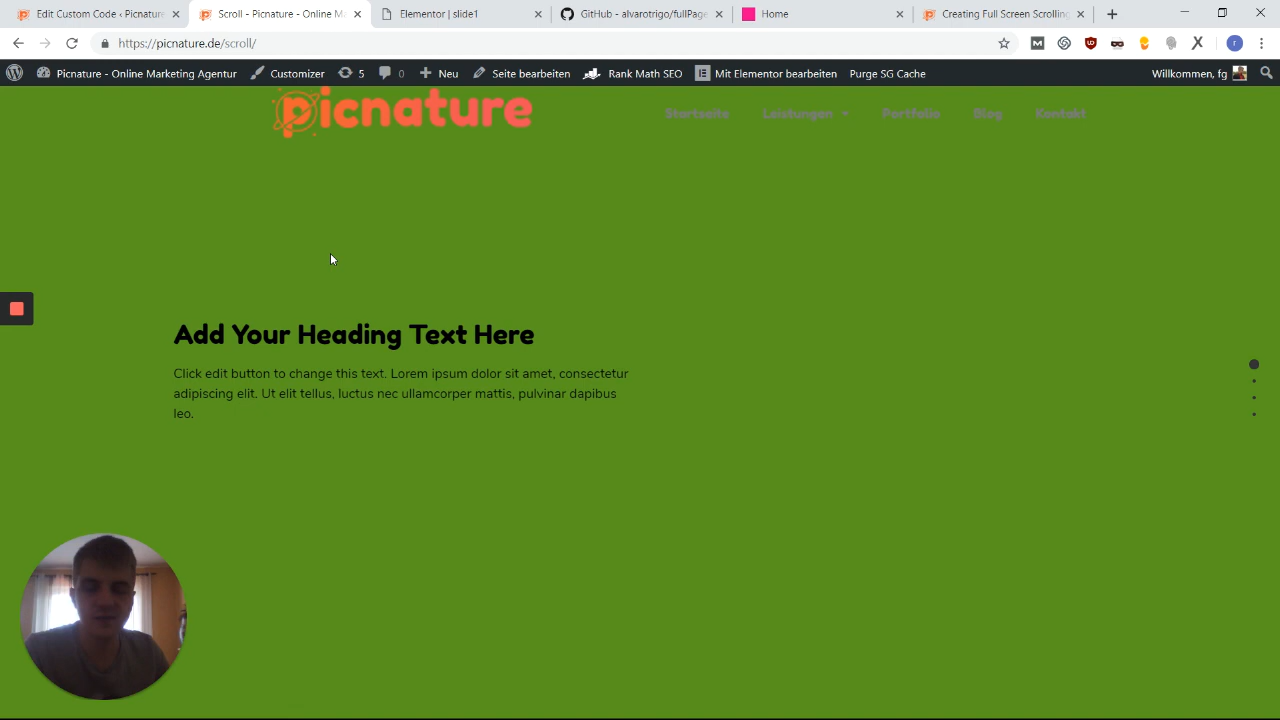 Edit Custom Code ‹ Picnature
Scroll - Picnature - Online M
Elementor | slide1
GitHub - alvarotrigo/fullPage
Home
Creating Full Screen Scrolling
https://picnature.de/scroll/
Picnature - Online Marketing Agentur
Customizer
5
0
Neu
Seite bearbeiten
Rank Math SEO
Mit Elementor bearbeiten
Purge SG Cache
Willkommen, fg
picnature
Startseite
Leistungen
Portfolio
Blog
Kontakt
Add Your Heading Text Here
Click edit button to change this text. Lorem ipsum dolor sit amet, consectetur
adipiscing elit. Ut elit tellus, luctus nec ullamcorper mattis, pulvinar dapibus
leo.